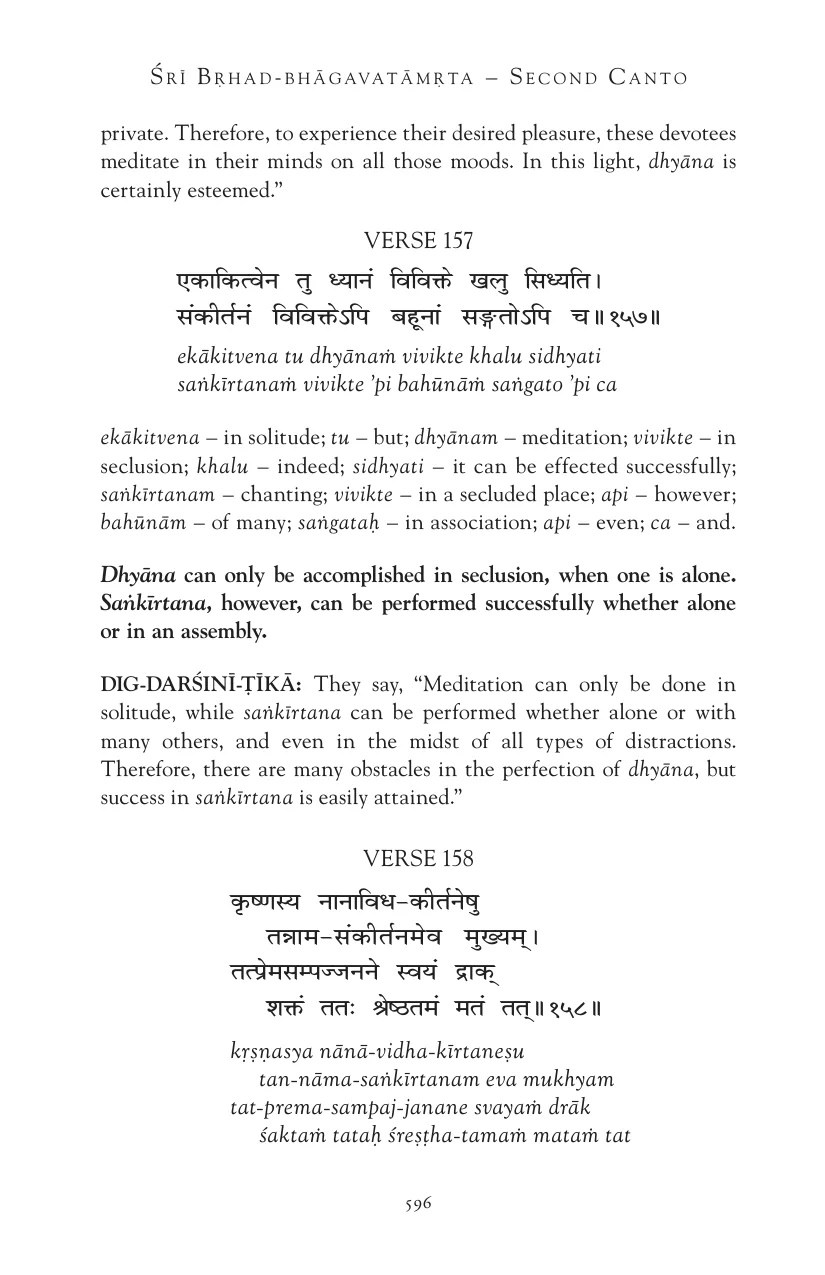 ŚRĪ BṚHAD-BHĀGAVATĀMṚTA – SECOND CANTO
private. Therefore, to experience their desired pleasure, these devotees
meditate in their minds on all those moods. In this light, dhyāna is
certainly esteemed.”
VERSE 157
एकाकित्वेन तु ध्यानं विविक्ते खलु सिध्यति।
संकीर्तनं विविक्तेऽपि बहूनां सङ्गतोऽपि च॥१५७॥
ekākitvena tu dhyānaṁ vivikte khalu sidhyati
saṅkīrtanaṁ vivikte ’pi bahūnāṁ saṅgato ’pi ca
ekākitvena – in solitude; tu – but; dhyānam – meditation; vivikte – in
seclusion; khalu – indeed; sidhyati – it can be effected successfully;
saṅkīrtanam – chanting; vivikte – in a secluded place; api – however;
bahūnām – of many; saṅgataḥ – in association; api – even; ca – and.
Dhyāna can only be accomplished in seclusion, when one is alone.
Saṅkīrtana, however, can be performed successfully whether alone
or in an assembly.
DIG-DARŚINĪ-ṬĪKĀ: They say, “Meditation can only be done in
solitude, while saṅkīrtana can be performed whether alone or with
many others, and even in the midst of all types of distractions.
Therefore, there are many obstacles in the perfection of dhyāna, but
success in saṅkīrtana is easily attained.”
VERSE 158
कृष्णस्य नानाविध-कीर्तनेषु
तन्नाम-संकीर्तनमेव मुख्यम्।
तत्प्रेमसम्पज्जनने स्वयं द्राक्
शक्तं ततः श्रेष्ठतमं मतं तत्॥१५८॥
kṛṣṇasya nānā-vidha-kīrtaneṣu
tan-nāma-saṅkīrtanam eva mukhyam
tat-prema-sampaj-janane svayaṁ drāk
śaktaṁ tataḥ śreṣṭha-tamaṁ mataṁ tat
596